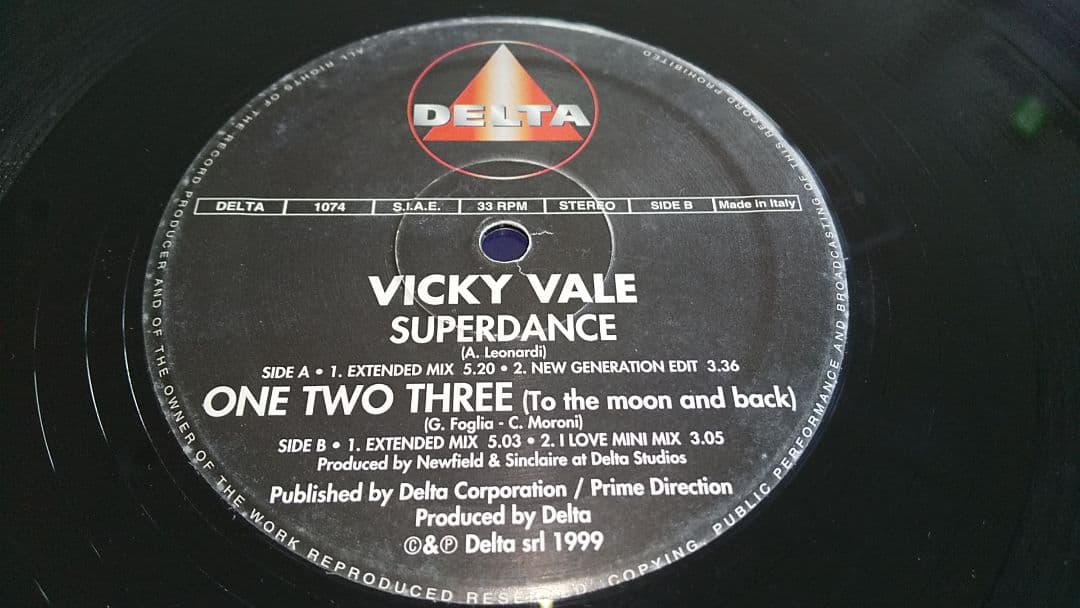 DELTA
DELTA 1074 S.I.A.E. 33 RPM STEREO SIDE B Made in Italy
VICKY VALE
SUPERDANCE
(A. Leonardi)
SIDE A • 1. EXTENDED MIX 5.20 • 2. NEW GENERATION EDIT 3.36
ONE TWO THREE (To the moon and back)
(G. Foglia - C. Moroni)
SIDE B • 1. EXTENDED MIX 5.03 • 2. I LOVE MINI MIX 3.05
Produced by Newfield & Sinclaire at Delta Studios
Published by Delta Corporation / Prime Direction
Produced by Delta
©&℗ Delta srl 1999
ALL RIGHTS OF THE RECORD PRODUCER AND OF THE OWNER OF THE WORK REPRODUCED RESERVED COPYING, PUBLIC PERFORMANCE AND BROADCASTING OF THIS RECORD PROHIBITED